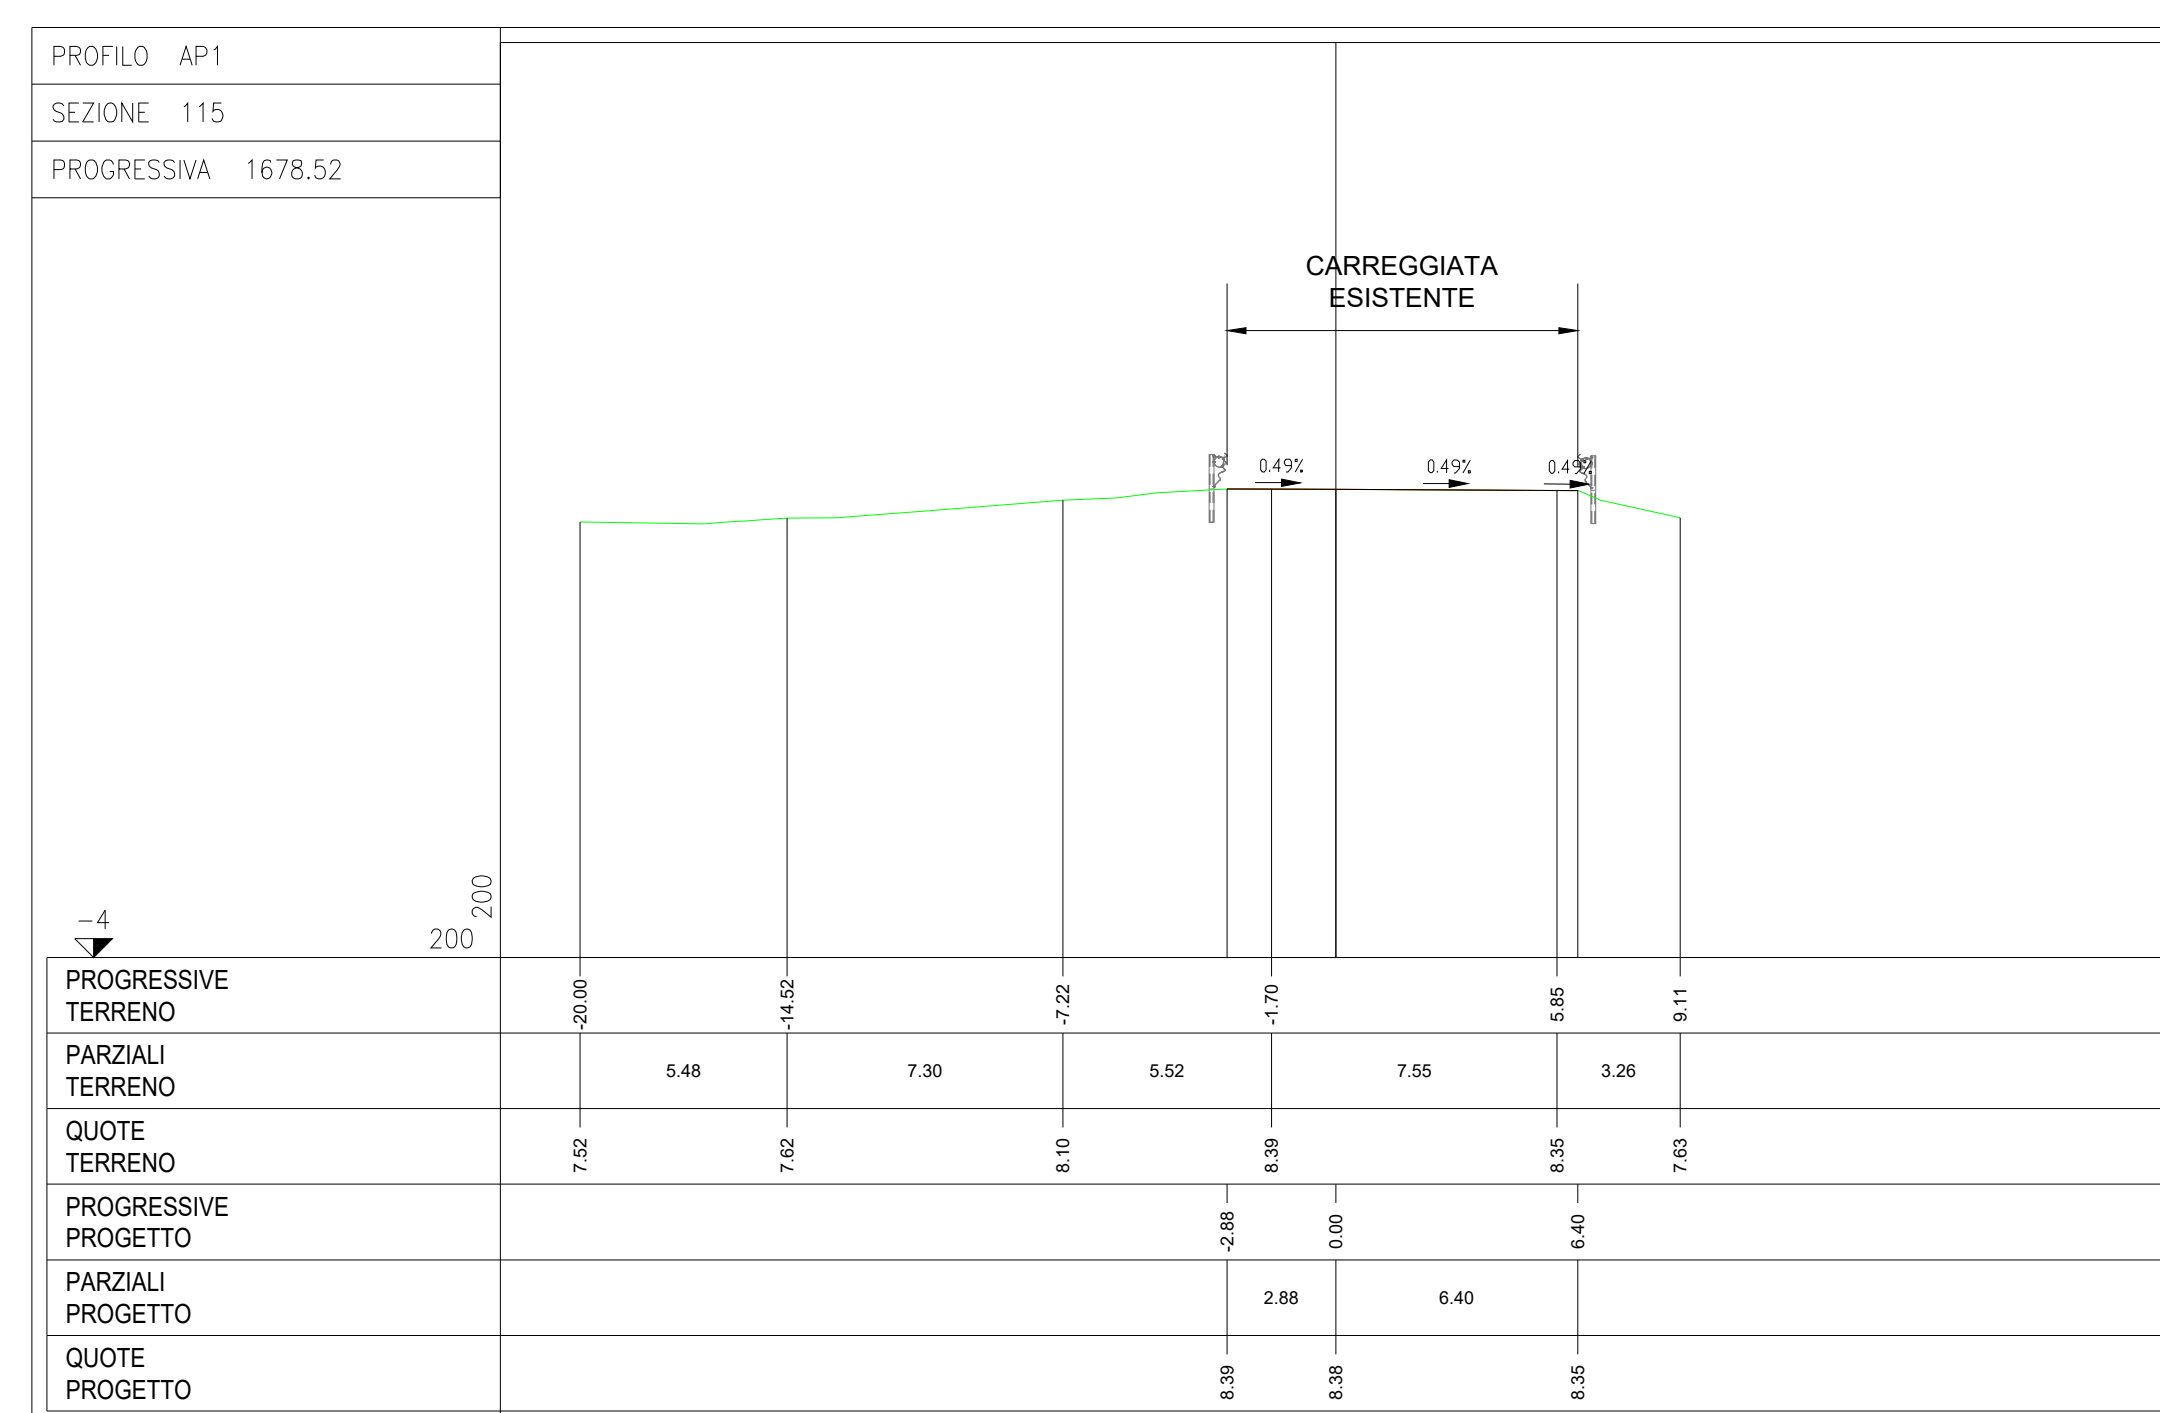 PROFILO AP1
SEZIONE 115
PROGRESSIVA 1678.52
CARREGGIATA
ESISTENTE
0.49% 0.49% 0.49%
-4
200
200
PROGRESSIVE
TERRENO
-20.00 -14.52 -7.22 -1.70 5.85 9.11
PARZIALI
TERRENO
5.48 7.30 5.52 7.55 3.26
QUOTE
TERRENO
7.52 7.62 8.10 8.39 8.35 7.63
PROGRESSIVE
PROGETTO
-2.88 0.00 6.40
PARZIALI
PROGETTO
2.88 6.40
QUOTE
PROGETTO
8.39 8.38 8.35